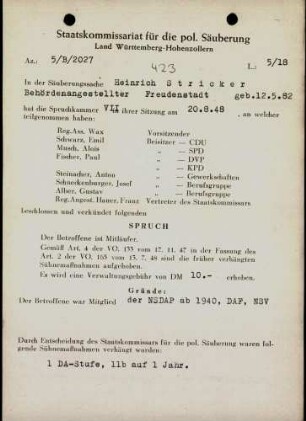 Staatskommissariat für die pol. Säuberung
Land Württemberg-Hohenzollern
Az.: 5/B/2027 423 L: 5/18
In der Säuberungssache Heinrich Stricker
Behördenangestellter Freudenstadt geb.12.5.82
hat die Spruchkammer VII in ihrer Sitzung am 20.8.48, an welcher
teilgenommen haben:
Reg.Ass. Wax Vorsitzender
Schwarz, Emil Beisitzer — CDU
Musch, Alois „ — SPD
Fischer, Paul „ — DVP
„ — KPD
Steinacher, Anton „ — Gewerkschaften
Schneckenburger, Josef „ — Berufsgruppe
Alber, Gustav „ — Berufsgruppe
Reg.Angest. Hauer, Franz Vertreter des Staatskommissars
beschlossen und verkündet folgenden
SPRUCH
Der Betroffene ist Mitläufer.
Gemäß Art. 4 der VO. 133 vom 17. 11. 47 in der Fassung des
Art. 2 der VO. 165 vom 13. 7. 48 sind die früher verhängten
Sühnemaßnahmen aufgehoben.
Es wird eine Verwaltungsgebühr von DM 10.- erhoben.
Gründe:
Der Betroffene war Mitglied der NSDAP ab 1940, DAF, NSV
Durch Entscheidung des Staatskommissars für die pol. Säuberung waren fol-
gende Sühnemaßnahmen verhängt worden:
1 DA-Stufe, 11b auf 1 Jahr.